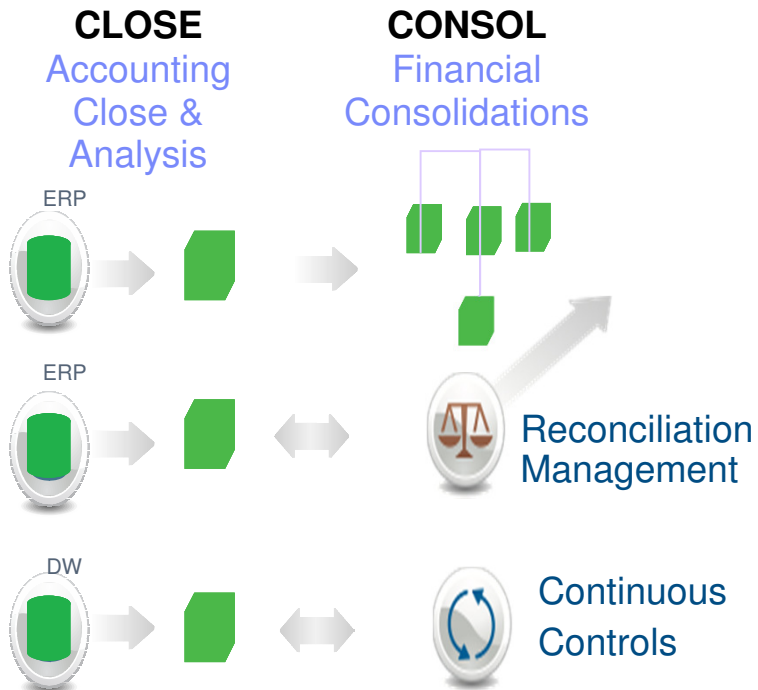 CLOSE
Accounting
Close &
Analysis
CONSOL
Financial
Consolidations
ERP
ERP
Reconciliation
Management
DW
Continuous
Controls